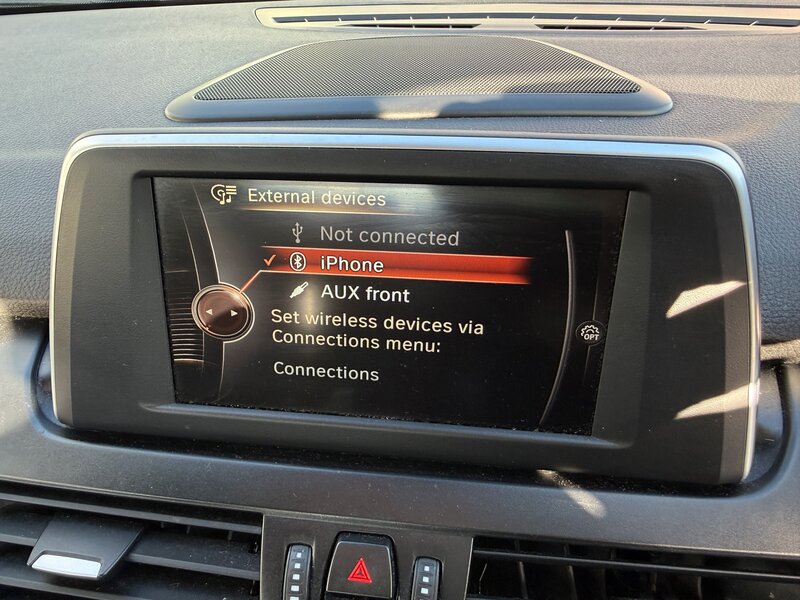 External devices
Not connected
iPhone
AUX front
Set wireless devices via
Connections menu:
Connections
OPT